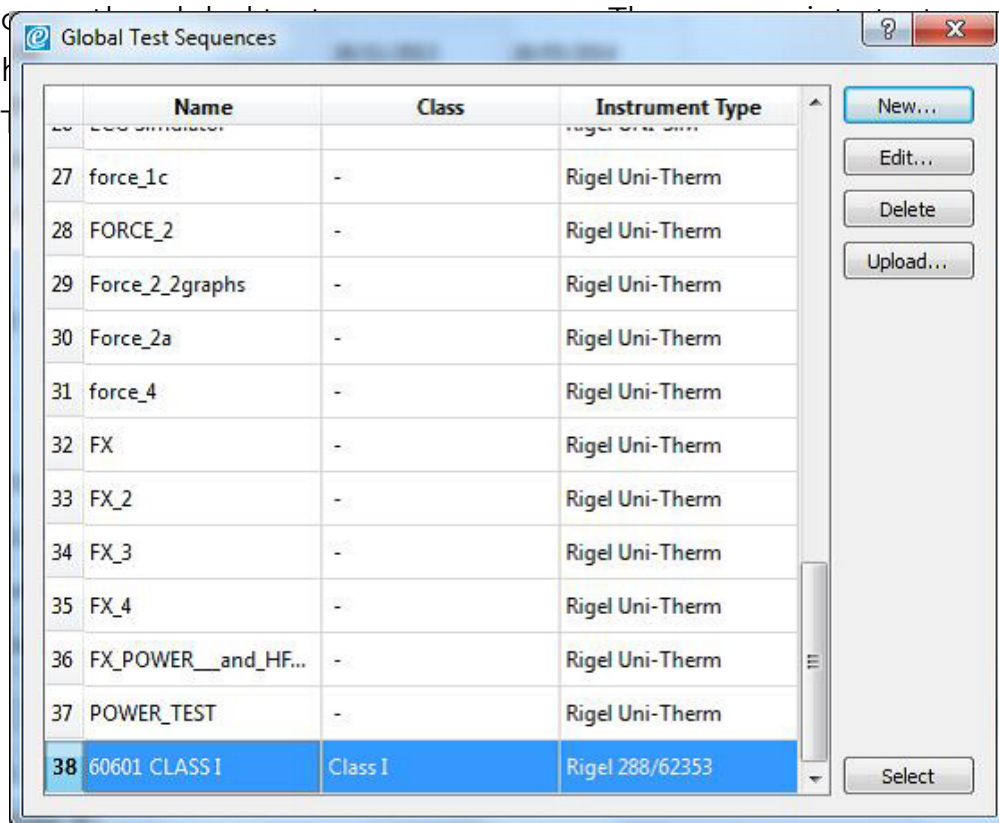 Global Test Sequences
Name Class Instrument Type
New...
27 force_1c - Rigel Uni-Therm
Edit...
28 FORCE_2 - Rigel Uni-Therm
Delete
29 Force_2_2graphs - Rigel Uni-Therm
Upload...
30 Force_2a - Rigel Uni-Therm
31 force_4 - Rigel Uni-Therm
32 FX - Rigel Uni-Therm
33 FX_2 - Rigel Uni-Therm
34 FX_3 - Rigel Uni-Therm
35 FX_4 - Rigel Uni-Therm
36 FX_POWER__and_HF... - Rigel Uni-Therm
37 POWER_TEST - Rigel Uni-Therm
38 60601 CLASS I Class I Rigel 288/62353
Select